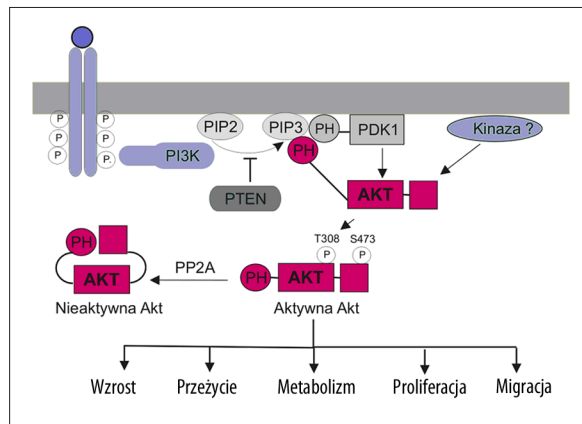 P P
P P
P P.
PI3K
PIP2
PIP3
PH
PDK1
Kinaza ?
PH
PTEN
AKT
T308 S473
P P
PH
AKT
Nieaktywna Akt
PP2A
PH
AKT
Aktywna Akt
Wzrost Przeżycie Metabolizm Proliferacja Migracja